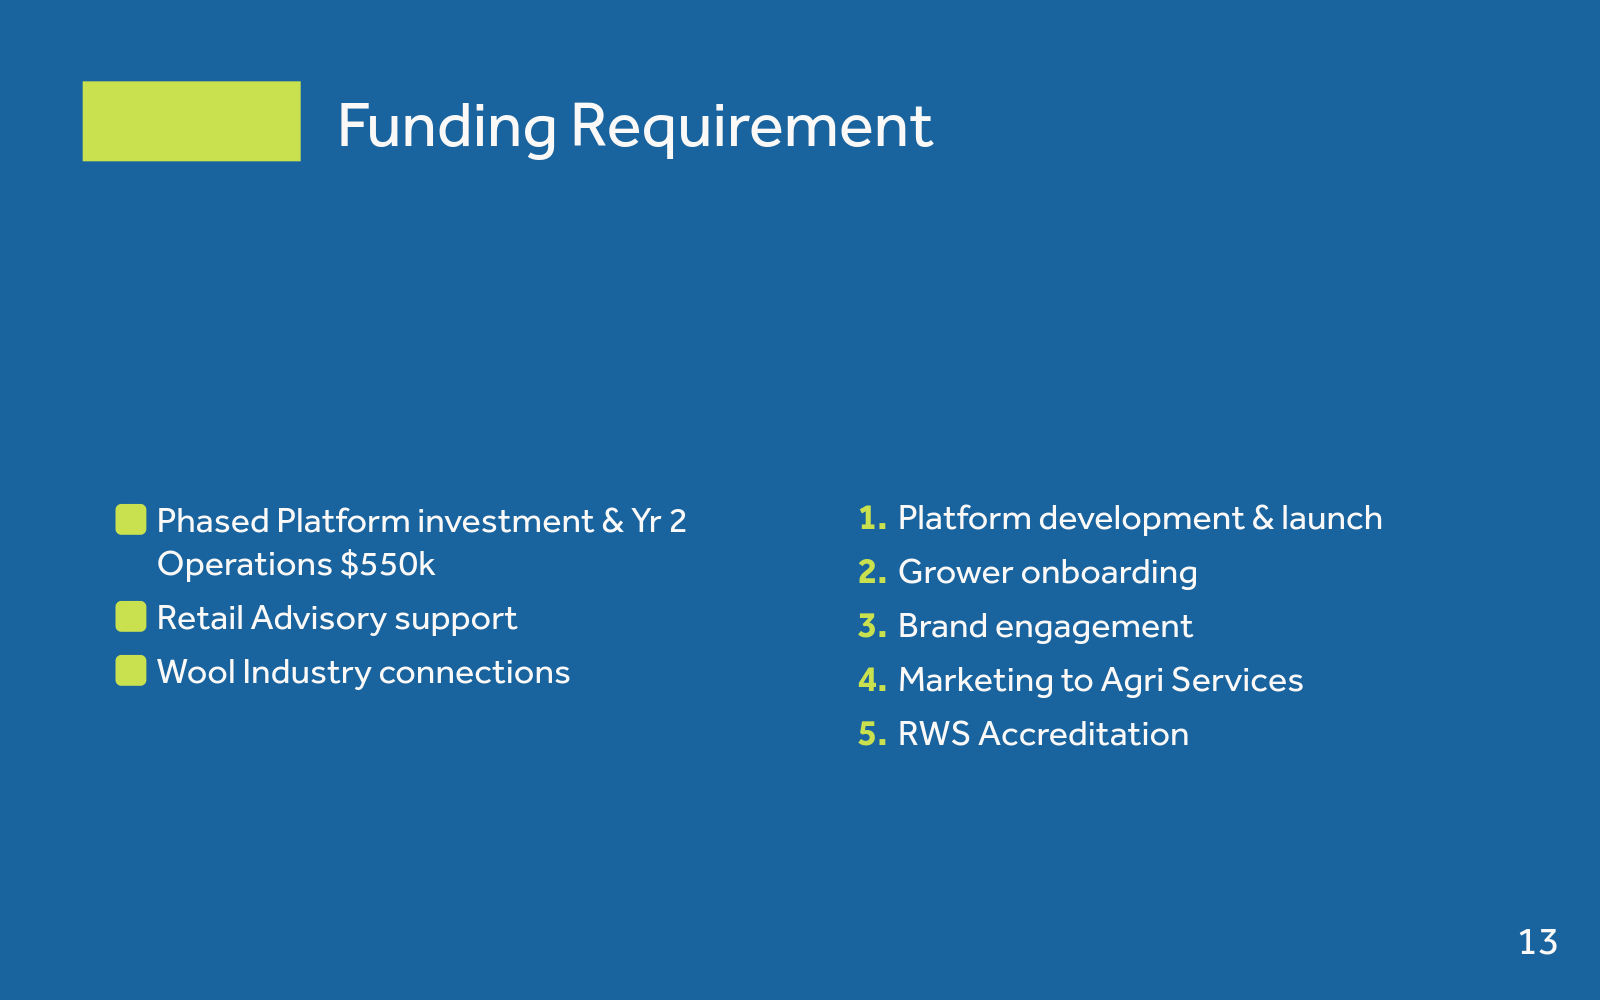 Funding Requirement
Phased Platform investment & Yr 2
Operations $550k
Retail Advisory support
Wool Industry connections
1. Platform development & launch
2. Grower onboarding
3. Brand engagement
4. Marketing to Agri Services
5. RWS Accreditation
13